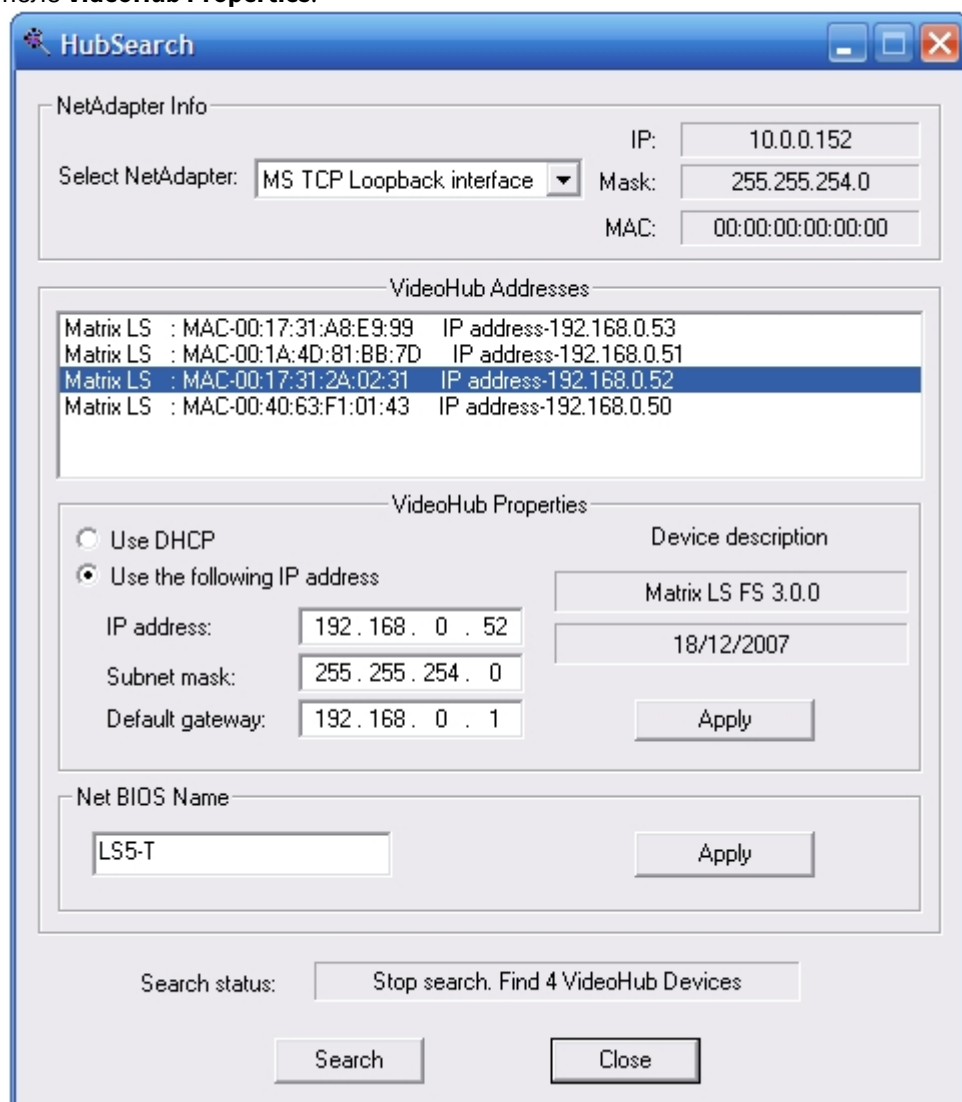 поле VideoHub Properties.
HubSearch
NetAdapter Info
IP: 10.0.0.152
Select NetAdapter: MS TCP Loopback interface Mask: 255.255.254.0
MAC: 00:00:00:00:00:00
VideoHub Addresses
Matrix LS : MAC-00:17:31:A8:E9:99 IP address-192.168.0.53
Matrix LS : MAC-00:1A:4D:81:BB:7D IP address-192.168.0.51
Matrix LS : MAC-00:17:31:2A:02:31 IP address-192.168.0.52
Matrix LS : MAC-00:40:63:F1:01:43 IP address-192.168.0.50
VideoHub Properties
Use DHCP
Device description
Use the following IP address
Matrix LS FS 3.0.0
IP address: 192 . 168 . 0 . 52
18/12/2007
Subnet mask: 255 . 255 . 254 . 0
Default gateway: 192 . 168 . 0 . 1
Apply
Net BIOS Name
LS5-T
Apply
Search status: Stop search. Find 4 VideoHub Devices
Search Close